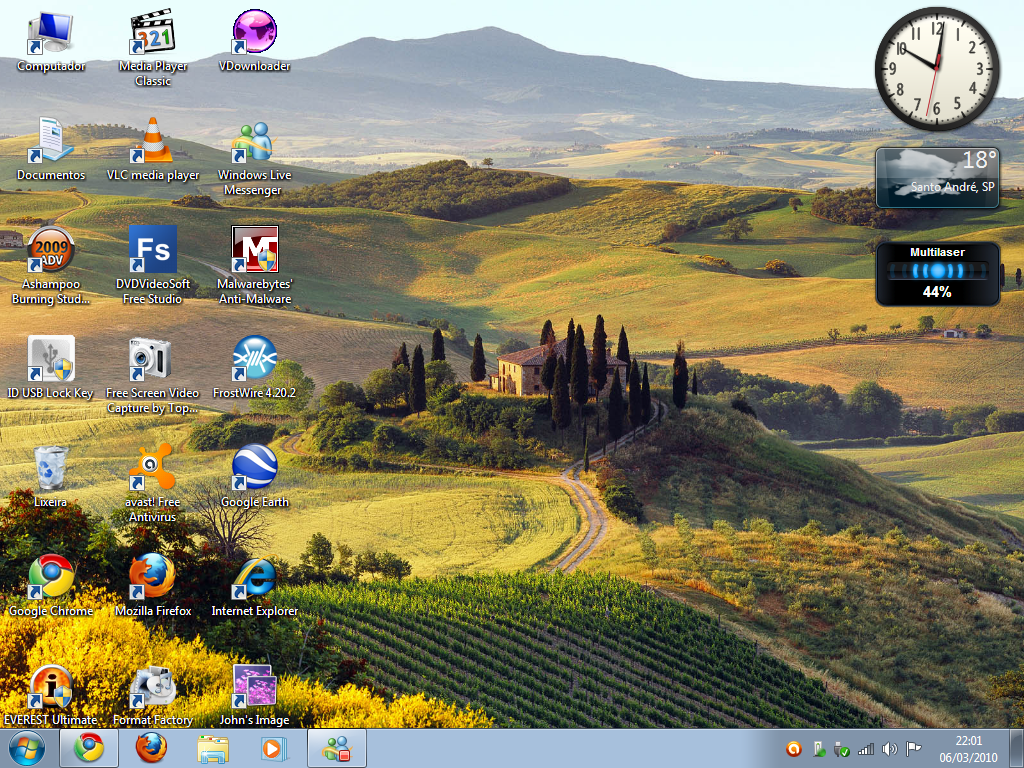 Computador
Media Player
Classic
VDownloader
Documentos
VLC media player
Windows Live
Messenger
2009
ADV
Ashampoo
Burning Stud...
Fs
DVDVideoSoft
Free Studio
M
Malwarebytes'
Anti-Malware
ID USB Lock Key
Free Screen Video
Capture by Top...
FrostWire 4.20.2
Lixeira
avast! Free
Antivirus
Google Earth
Google Chrome
Mozilla Firefox
Internet Explorer
EVEREST Ultimate
Format Factory
John's Image
321
12
1
2
3
4
5
6
7
8
9
10
11
18°
Santo André, SP
Multilaser
44%
22:01
06/03/2010